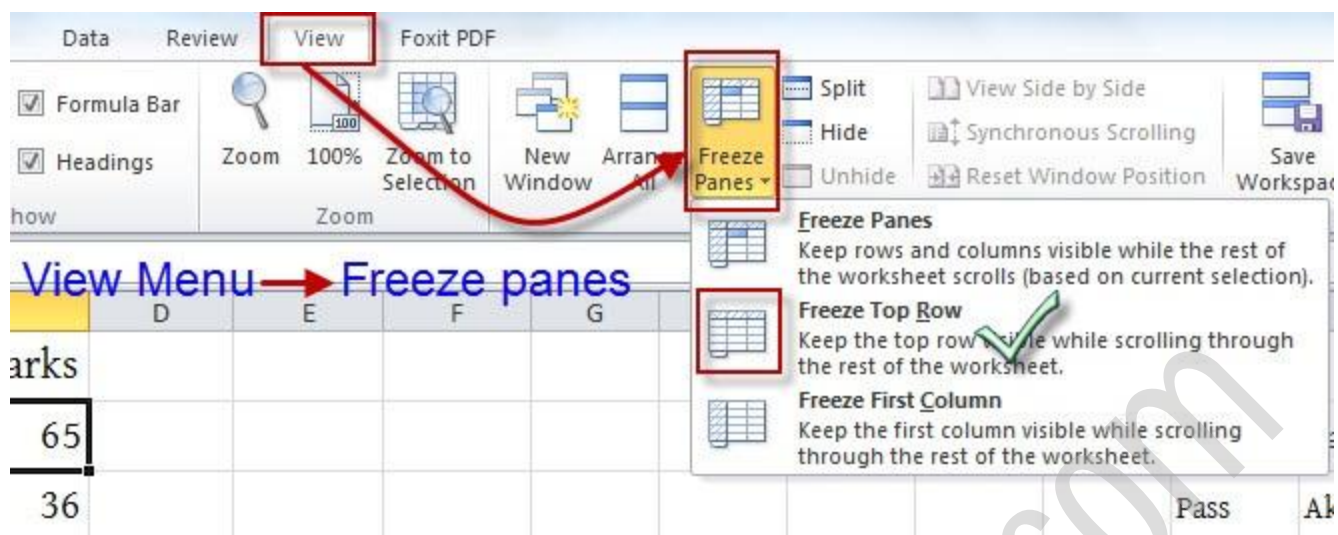 Data Review View Foxit PDF
Formula Bar
Headings
Zoom
100%
Zoom to
Selection
New
Window
Arrange
All
Freeze
Panes
Split
Hide
Unhide
View Side by Side
Synchronous Scrolling
Reset Window Position
Save
Workspac
how
Zoom
Freeze Panes
Keep rows and columns visible while the rest of
the worksheet scrolls (based on current selection).
View Menu Freeze panes
D E F G
Freeze Top Row
Keep the top row visible while scrolling through
the rest of the worksheet.
Freeze First Column
Keep the first column visible while scrolling
through the rest of the worksheet.
arks
65
36
Pass Ak
com